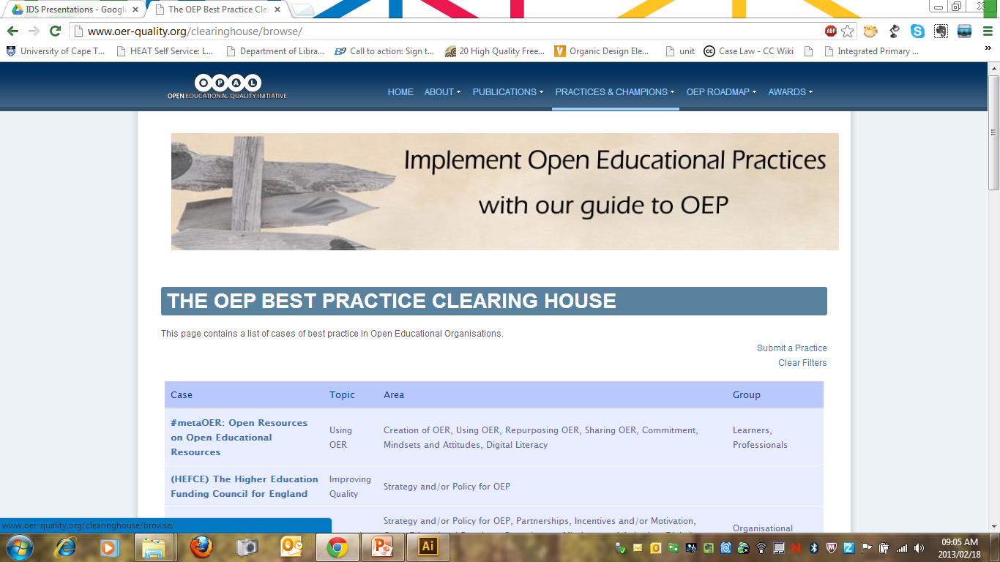 IDS Presentations - Google
The OEP Best Practice Cle
www.oer-quality.org/clearinghouse/browse/
ABP
University of Cape T...
HEAT Self Service: L...
Department of Libra...
Call to action: Sign t...
20 High Quality Free...
Organic Design Ele...
unit
Case Law - CC Wiki
Integrated Primary ...
OPAL
OPEN EDUCATIONAL QUALITY INITIATIVE
HOME
ABOUT
PUBLICATIONS
PRACTICES & CHAMPIONS
OEP ROADMAP
AWARDS
Implement Open Educational Practices
with our guide to OEP
THE OEP BEST PRACTICE CLEARING HOUSE
This page contains a list of cases of best practice in Open Educational Organisations.
Submit a Practice
Clear Filters
Case Topic Area Group
#metaOER: Open Resources
on Open Educational
Resources
Using
OER
Creation of OER, Using OER, Repurposing OER, Sharing OER, Commitment,
Mindsets and Attitudes, Digital Literacy
Learners,
Professionals
(HEFCE) The Higher Education
Funding Council for England
Improving
Quality
Strategy and/or Policy for OEP
Strategy and/or Policy for OEP, Partnerships, Incentives and/or Motivation,
Organisational
www.oer-quality.org/clearinghouse/browse/
Ai
09:05 AM
2013/02/18